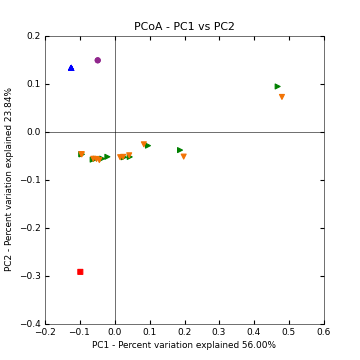 PCoA - PC1 vs PC2
0.2
0.1
0.0
−0.1
−0.2
−0.3
−0.4
PC2 - Percent variation explained 23.84%
−0.2 −0.1 0.0 0.1 0.2 0.3 0.4 0.5 0.6
PC1 - Percent variation explained 56.00%